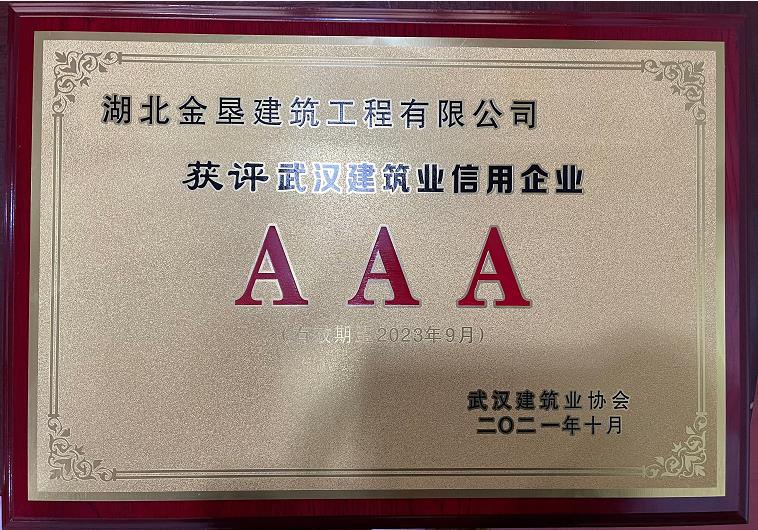 湖北金垦建筑工程有限公司
获评武汉建筑业信用企业
AAA
(有效期至2023年9月)
武汉建筑业协会
二〇二一年十月